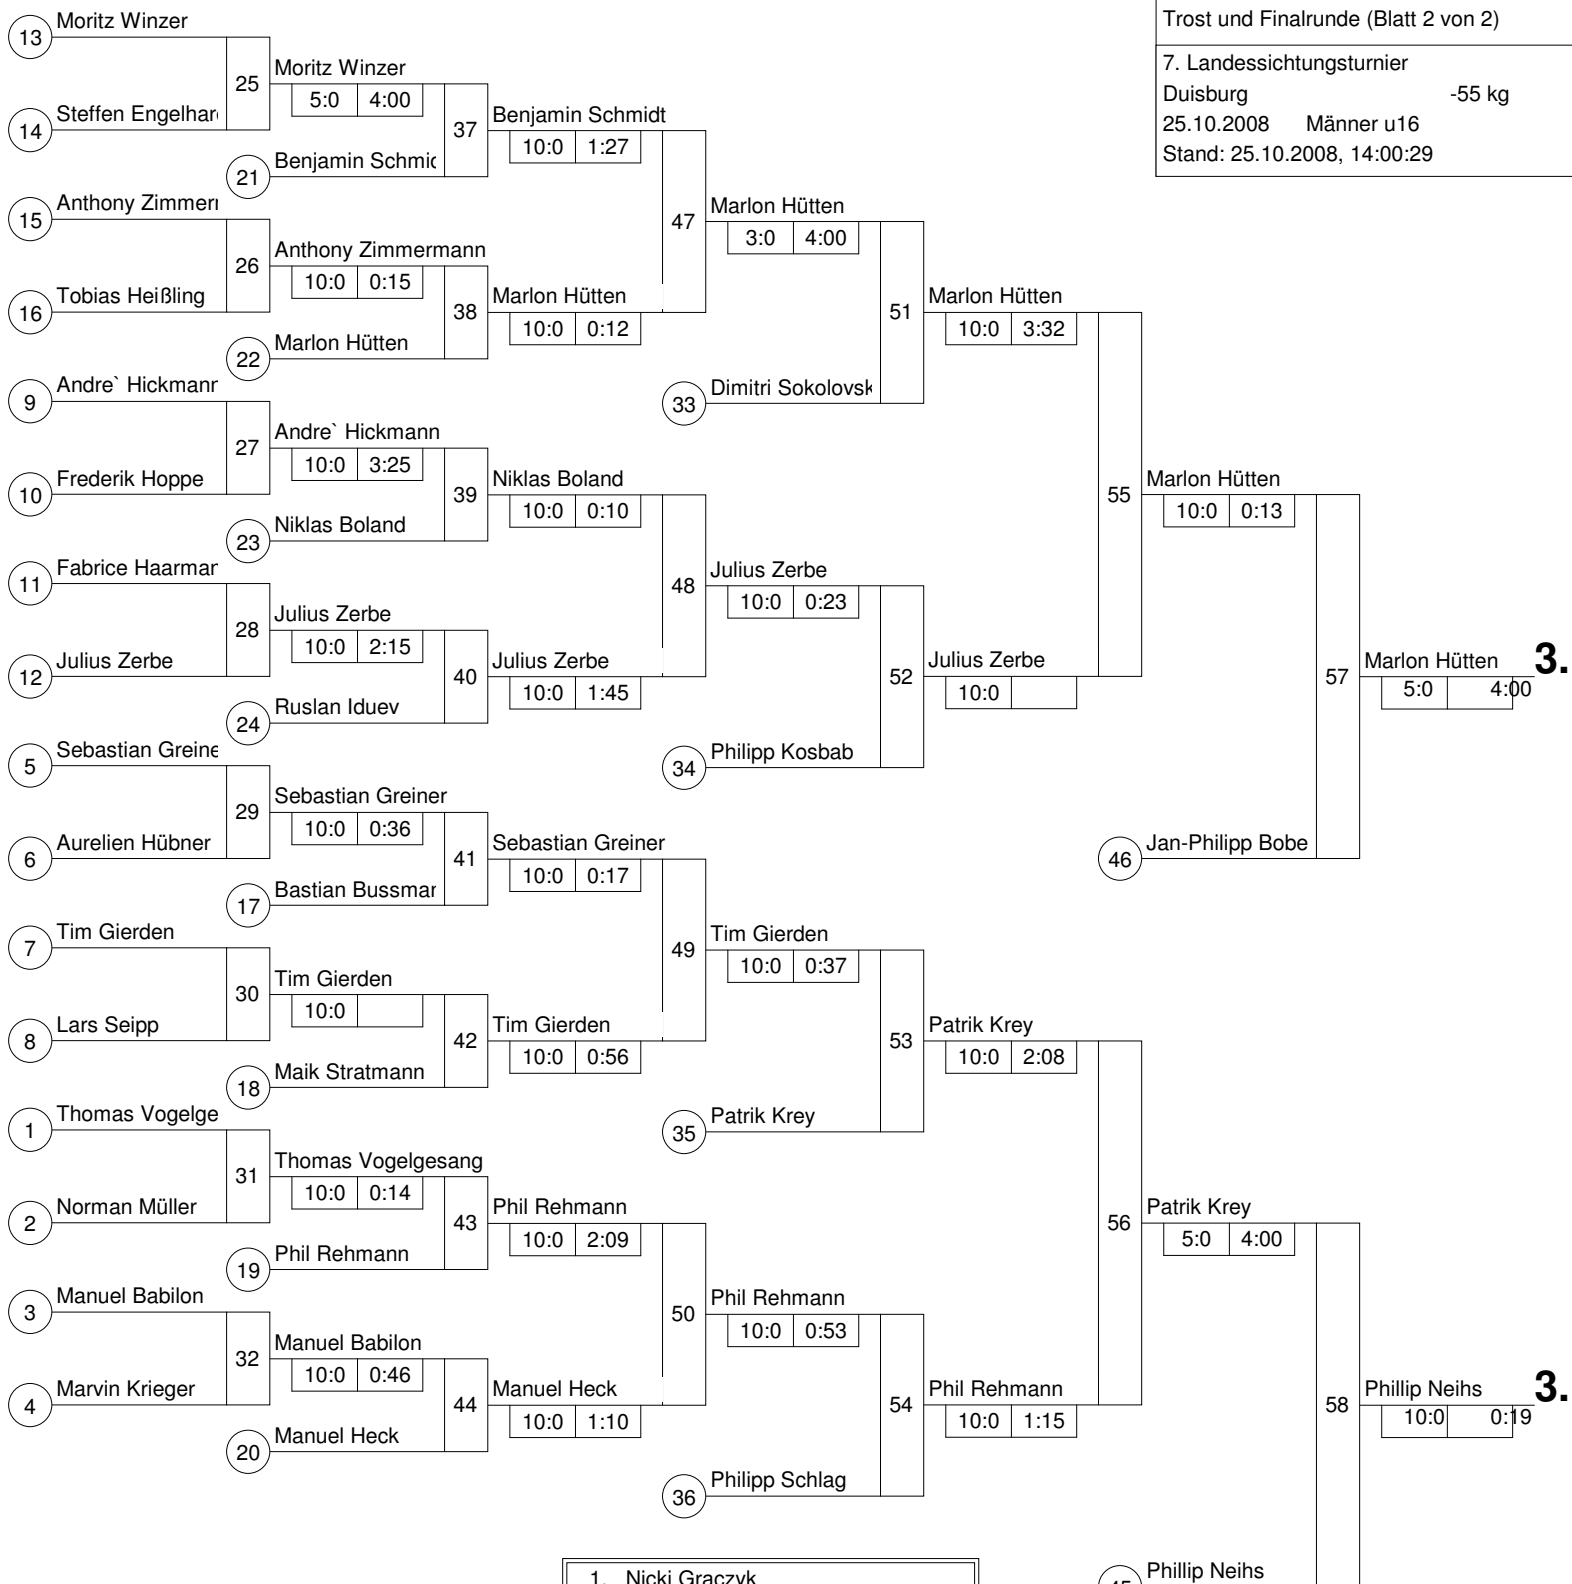 Trost und Finalrunde (Blatt 2 von 2)
7. Landessichtungsturnier
Duisburg -55 kg
25.10.2008 Männer u16
Stand: 25.10.2008, 14:00:29
13 Moritz Winzer
25
14 Steffen Engelhar
Moritz Winzer
5:0 4:00
37
21 Benjamin Schmid
Benjamin Schmidt
10:0 1:27
15 Anthony Zimmer
26
16 Tobias Heißling
Anthony Zimmermann
10:0 0:15
38
22 Marlon Hütten
Marlon Hütten
10:0 0:12
47
Marlon Hütten
3:0 4:00
51
33 Dimitri Sokolovsk
Marlon Hütten
10:0 3:32
9 Andre` Hickmann
27
10 Frederik Hoppe
Andre` Hickmann
10:0 3:25
39
23 Niklas Boland
Niklas Boland
10:0 0:10
11 Fabrice Haarmar
28
12 Julius Zerbe
Julius Zerbe
10:0 2:15
40
24 Ruslan Iduev
Julius Zerbe
10:0 1:45
48
Julius Zerbe
10:0 0:23
52
34 Philipp Kosbab
Julius Zerbe
10:0
55
Marlon Hütten
10:0 0:13
57
46 Jan-Philipp Bobe
Marlon Hütten 3.
5:0 4:00
5 Sebastian Greine
29
6 Aurelien Hübner
Sebastian Greiner
10:0 0:36
41
17 Bastian Bussmar
Sebastian Greiner
10:0 0:17
7 Tim Gierden
30
8 Lars Seipp
Tim Gierden
10:0
42
18 Maik Stratmann
Tim Gierden
10:0 0:56
49
Tim Gierden
10:0 0:37
53
35 Patrik Krey
Patrik Krey
10:0 2:08
1 Thomas Vogelge
31
2 Norman Müller
Thomas Vogelgesang
10:0 0:14
43
19 Phil Rehmann
Phil Rehmann
10:0 2:09
3 Manuel Babilon
32
4 Marvin Krieger
Manuel Babilon
10:0 0:46
44
20 Manuel Heck
Manuel Heck
10:0 1:10
50
Phil Rehmann
10:0 0:53
54
36 Philipp Schlag
Phil Rehmann
10:0 1:15
56
Patrik Krey
5:0 4:00
58
45 Phillip Neihs
Phillip Neihs 3.
10:0 0:19
1. Nicki Graczyk